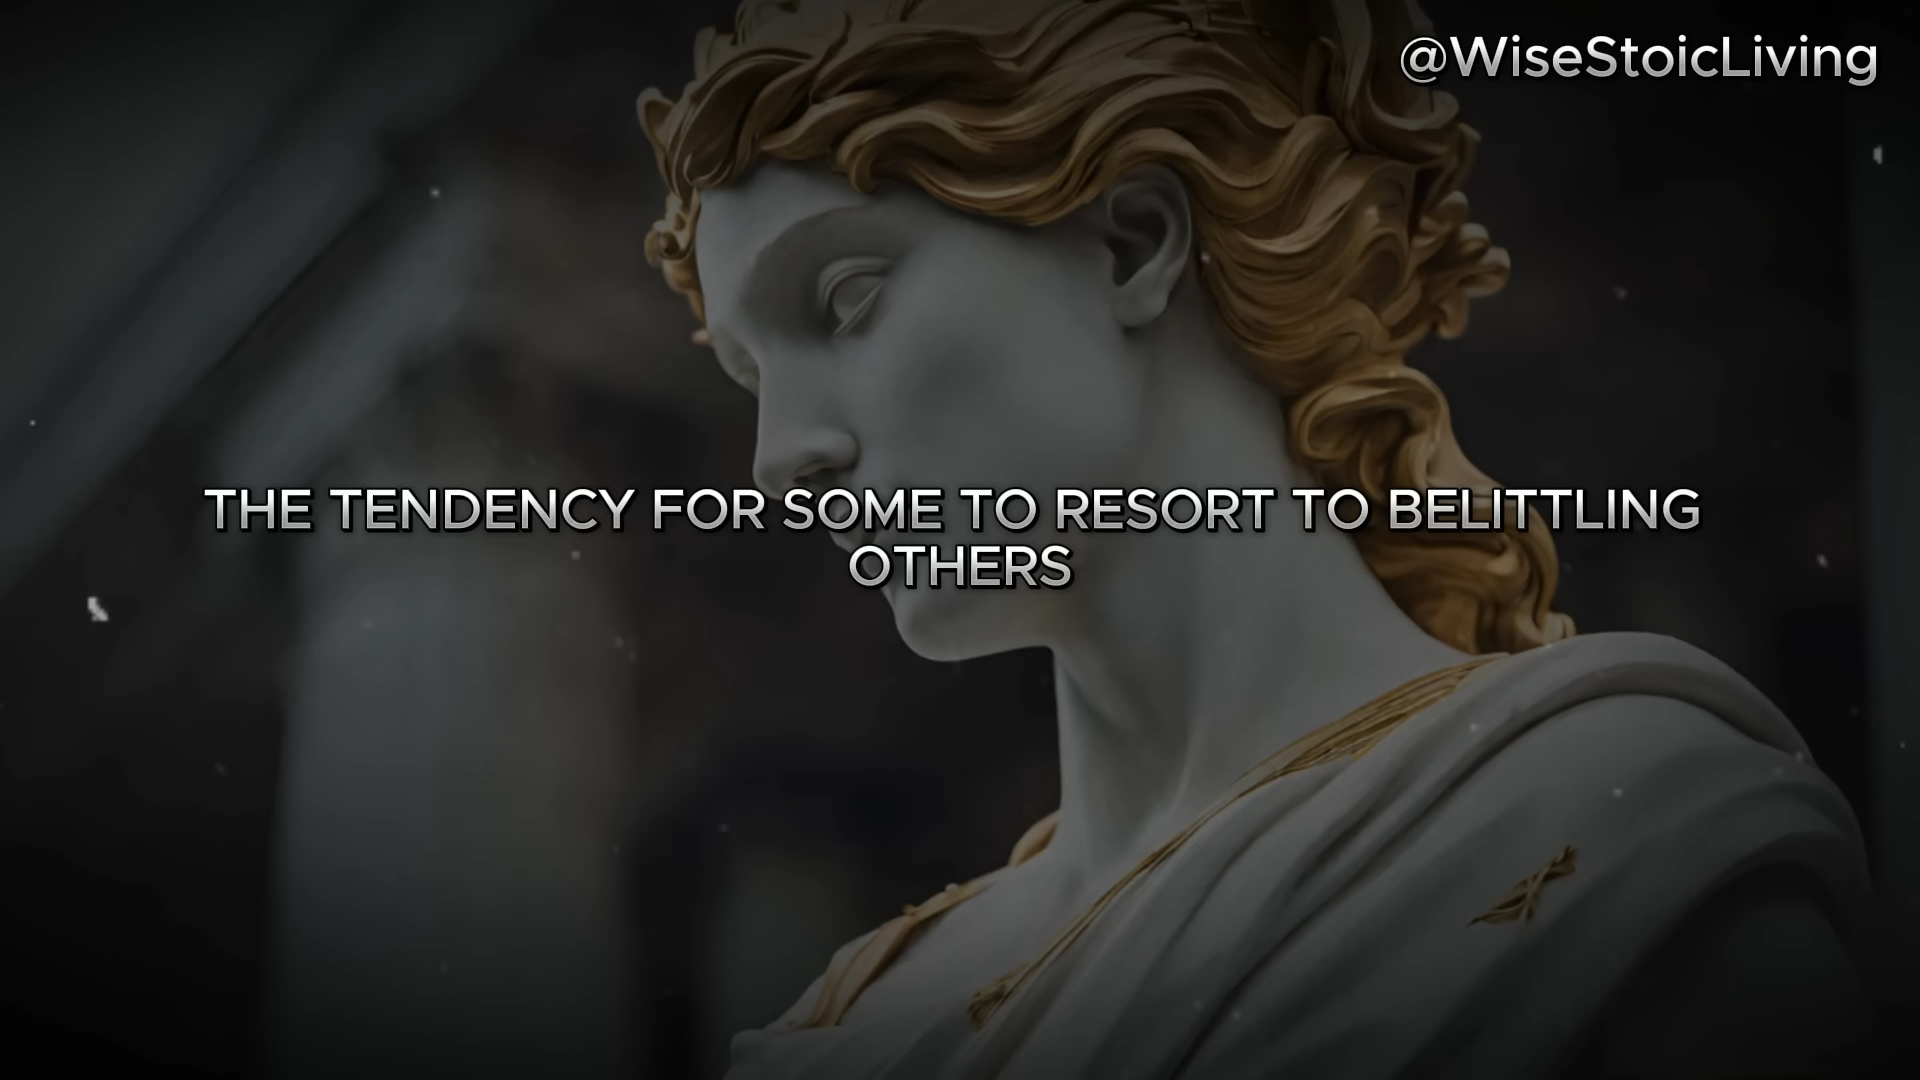 @WiseStoicLiving
THE TENDENCY FOR SOME TO RESORT TO BELITTLING
OTHERS